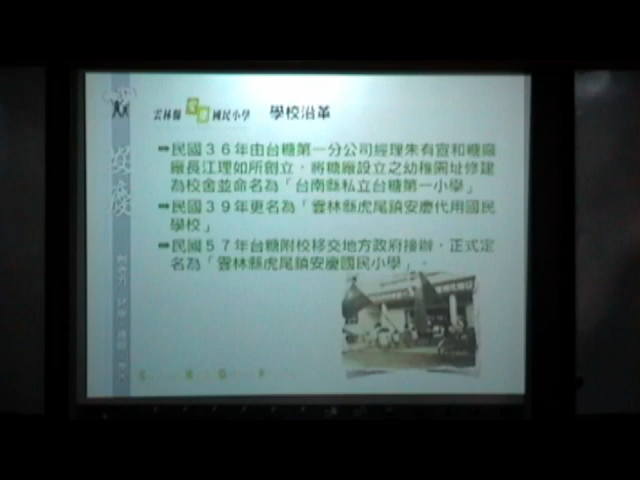 雲林縣 安慶 國民小學 學校沿革
➡民國36年由台糖第一分公司經理朱有宣和糖廠
廠長江理如所創立，將糖廠設立之幼稚園址修建
為校舍並命名為「台南縣私立台糖第一小學」
➡民國39年更名為「雲林縣虎尾鎮安慶代用國民
學校」
➡民國57年台糖附校移交地方政府接辦，正式定
名為「雲林縣虎尾鎮安慶國民小學」。
安慶